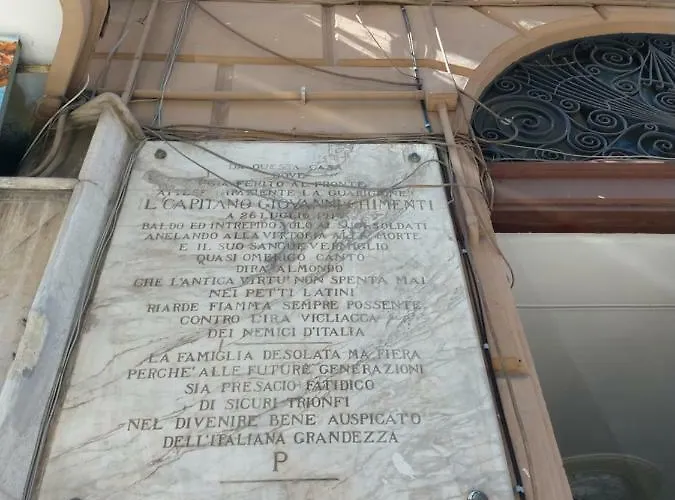 DA QUESTA CASA
DOVE
FERITO AL FRONTE
ATTESE IMPAZIENTE LA GUARIGIONE
IL CAPITANO GIOVANNI CHIMENTI
A 26 LUGLIO
BALDO ED INTREPIDO VOLÒ AI SUOI SOLDATI
ANELANDO ALLA VITTORIA ALLA MORTE
E IL SUO SANGUE VERMIGLIO
QUASI OMERICO CANTO
DIRA' AL MONDO
CHE L'ANTICA VIRTU' NON SPENTA MAI
NEI PETTI LATINI
RIARDE FIAMMA SEMPRE POSSENTE
CONTRO L'IRA VIGLIACCA
DEI NEMICI D'ITALIA
LA FAMIGLIA DESOLATA MA FIERA
PERCHE' ALLE FUTURE GENERAZIONI
SIA PRESAGIO FATIDICO
DI SICURI TRIONFI
NEL DIVENIRE BENE AUSPICATO
DELL'ITALIANA GRANDEZZA
P